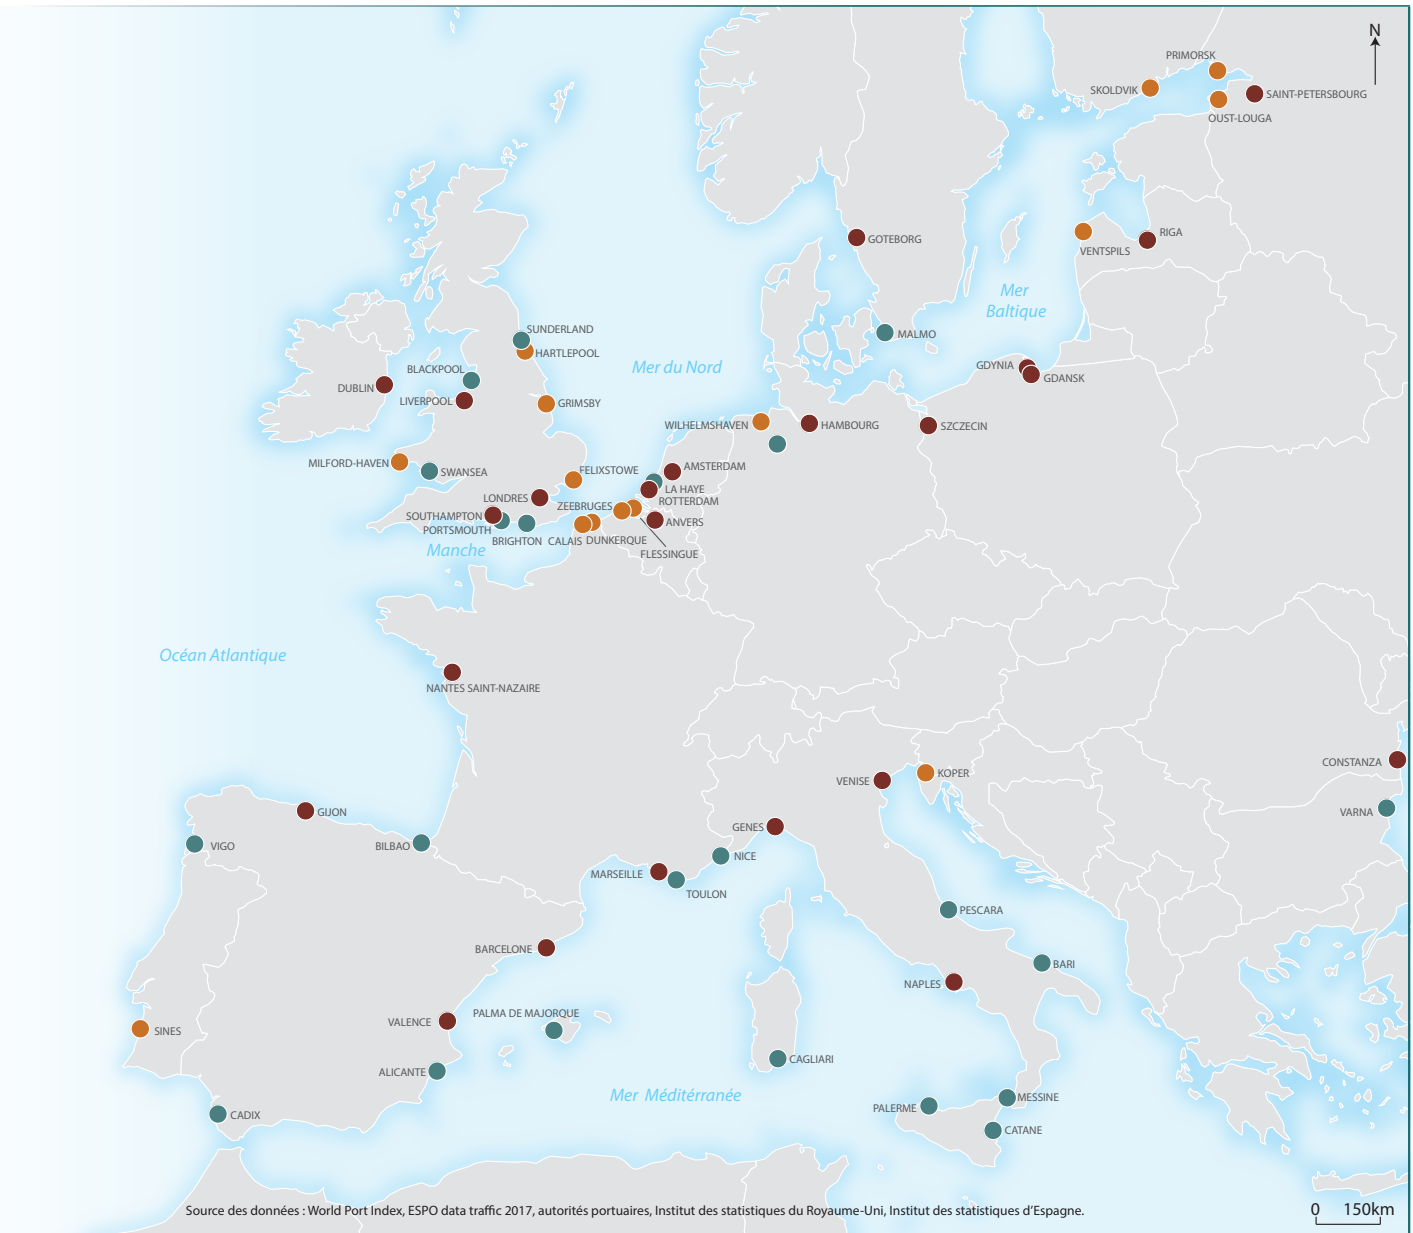 N
PRIMORSK
SKOLDVIK
SAINT-PETERSBOURG
OUST-LOUGA
GOTEBORG
RIGA
VENTSPILS
Mer
Baltique
SUNDERLAND
MALMO
HARTLEPOOL
Mer du Nord
BLACKPOOL
GDYNIA
GDANSK
DUBLIN
LIVERPOOL
GRIMSBY
WILHELMSHAVEN
HAMBOURG
SZCZECIN
MILFORD-HAVEN
SWANSEA
FELIXSTOWE
AMSTERDAM
LA HAYE
LONDRES
ROTTERDAM
ZEEBRUGES
SOUTHAMPTON
ANVERS
PORTSMOUTH
BRIGHTON
CALAIS
DUNKERQUE
Manche
FLESSINGUE
Océan Atlantique
NANTES SAINT-NAZAIRE
CONSTANZA
VENISE
KOPER
GIJON
VARNA
GENES
VIGO
BILBAO
NICE
MARSEILLE
TOULON
PESCARA
BARCELONE
BARI
NAPLES
PALMA DE MAJORQUE
VALENCE
SINES
CAGLIARI
ALICANTE
Mer Méditérranée
MESSINE
PALERME
CADIX
CATANE
Source des données : World Port Index, ESPO data traffic 2017, autorités portuaires, Institut des statistiques du Royaume-Uni, Institut des statistiques d'Espagne.
0 150km